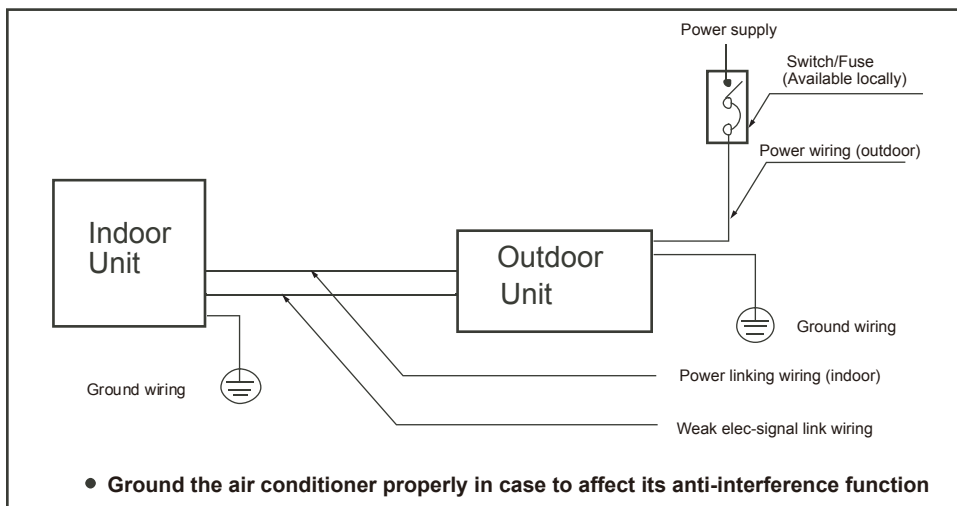 Power supply
Switch/Fuse
(Available locally)
Power wiring (outdoor)
Indoor
Unit
Outdoor
Unit
Ground wiring
Ground wiring
Power linking wiring (indoor)
Weak elec-signal link wiring
● Ground the air conditioner properly in case to affect its anti-interference function